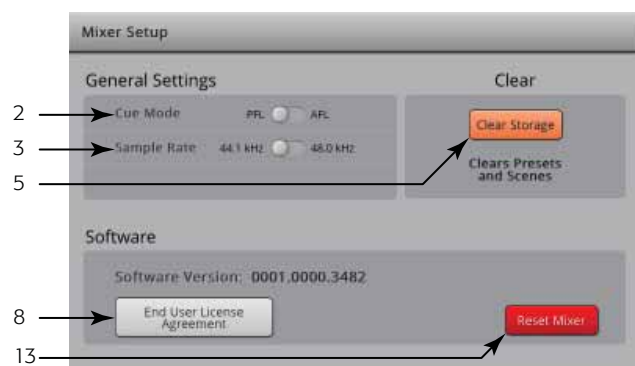 Mixer Setup
General Settings
Clear
2
Cue Mode PFL AFL
Clear Storage
3
Sample Rate 44.1 kHz 48.0 kHz
5
Clears Presets
and Scenes
Software
Software Version: 0001.0000.3482
8
End User License
Agreement
Reset Mixer
13